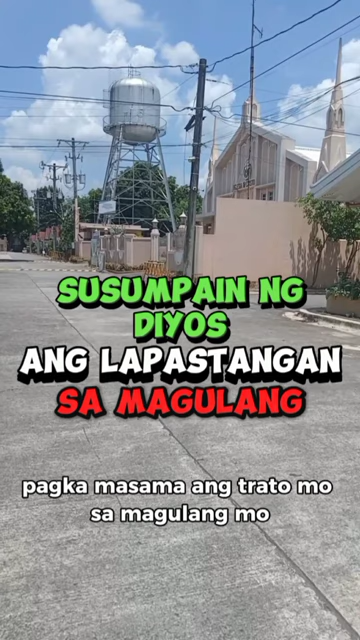 SUSUMPAIN NG
DIYOS
ANG LAPASTANGAN
SA MAGULANG
pagka masama ang trato mo
sa magulang mo